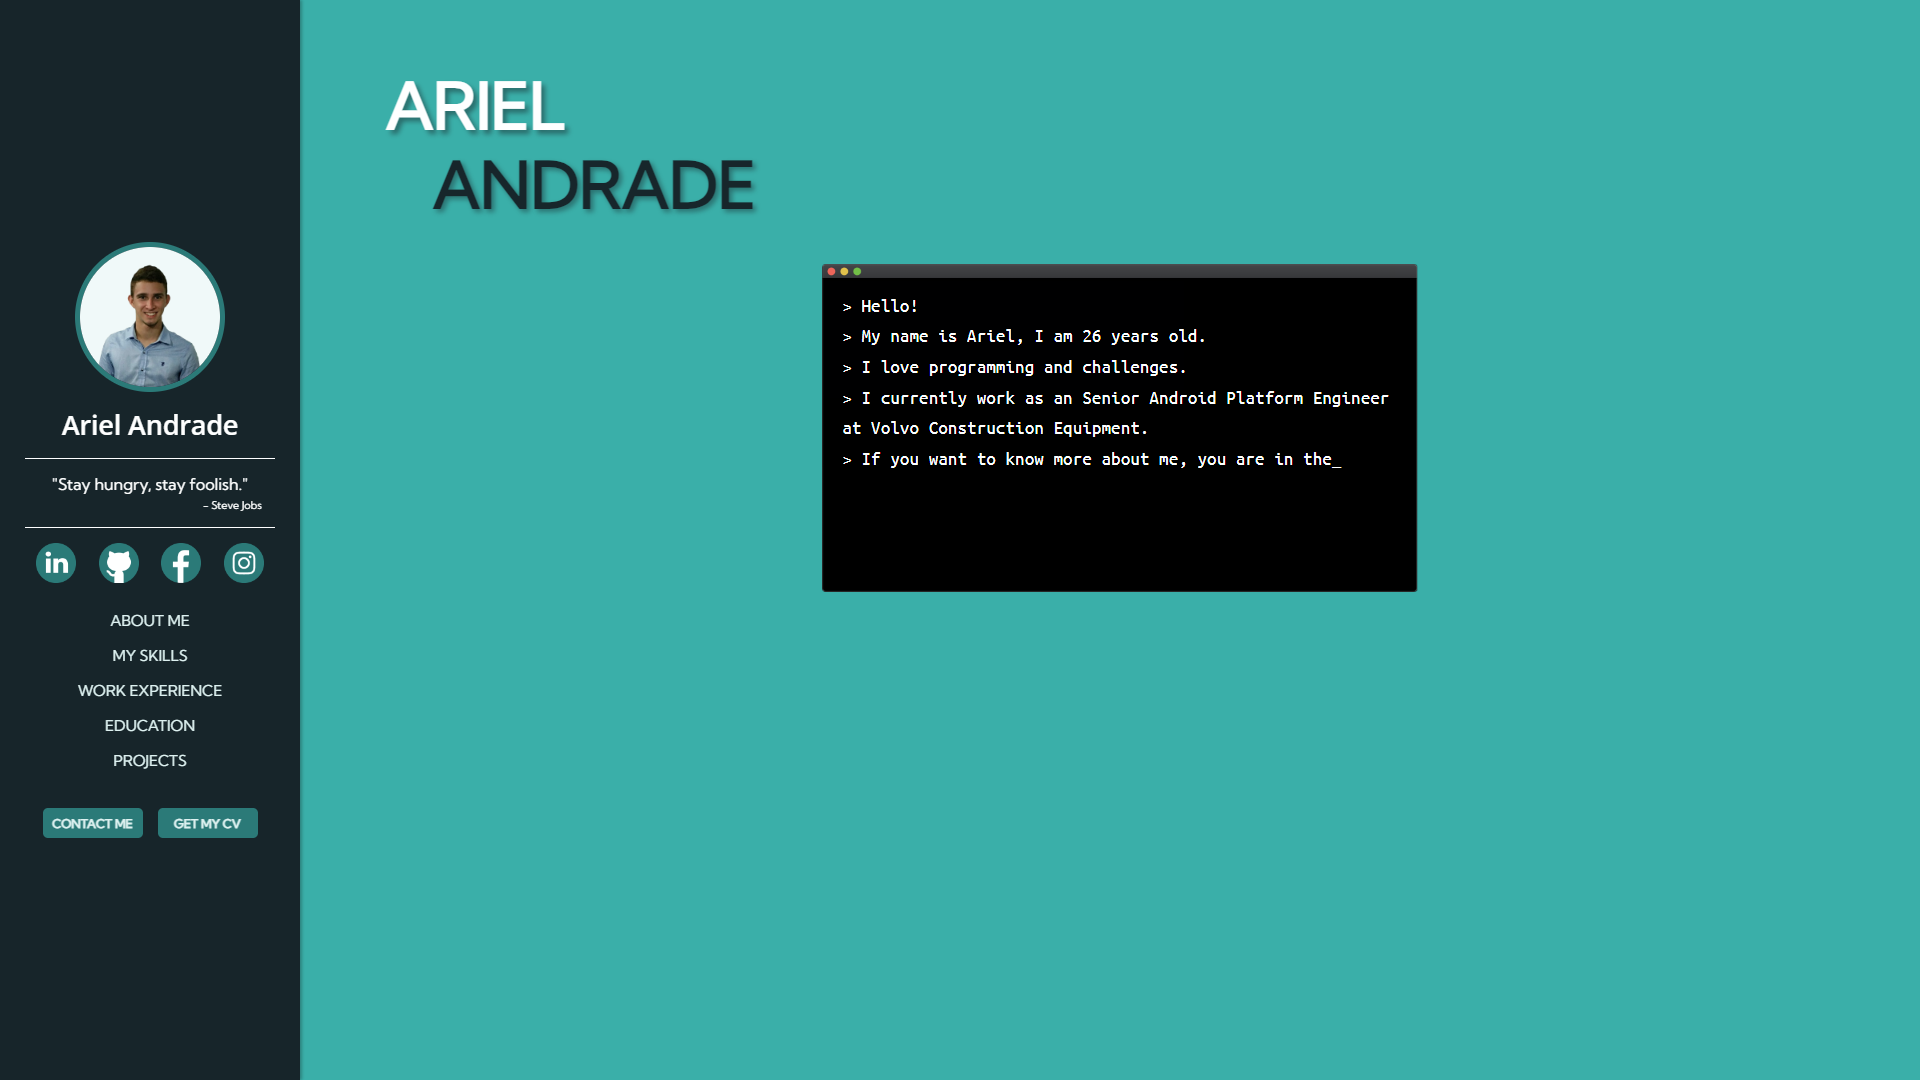 Ariel Andrade
"Stay hungry, stay foolish."
– Steve Jobs
in
ABOUT ME
MY SKILLS
WORK EXPERIENCE
EDUCATION
PROJECTS
CONTACT ME
GET MY CV
ARIEL
ANDRADE
> Hello!
> My name is Ariel, I am 26 years old.
> I love programming and challenges.
> I currently work as an Senior Android Platform Engineer
at Volvo Construction Equipment.
> If you want to know more about me, you are in the_